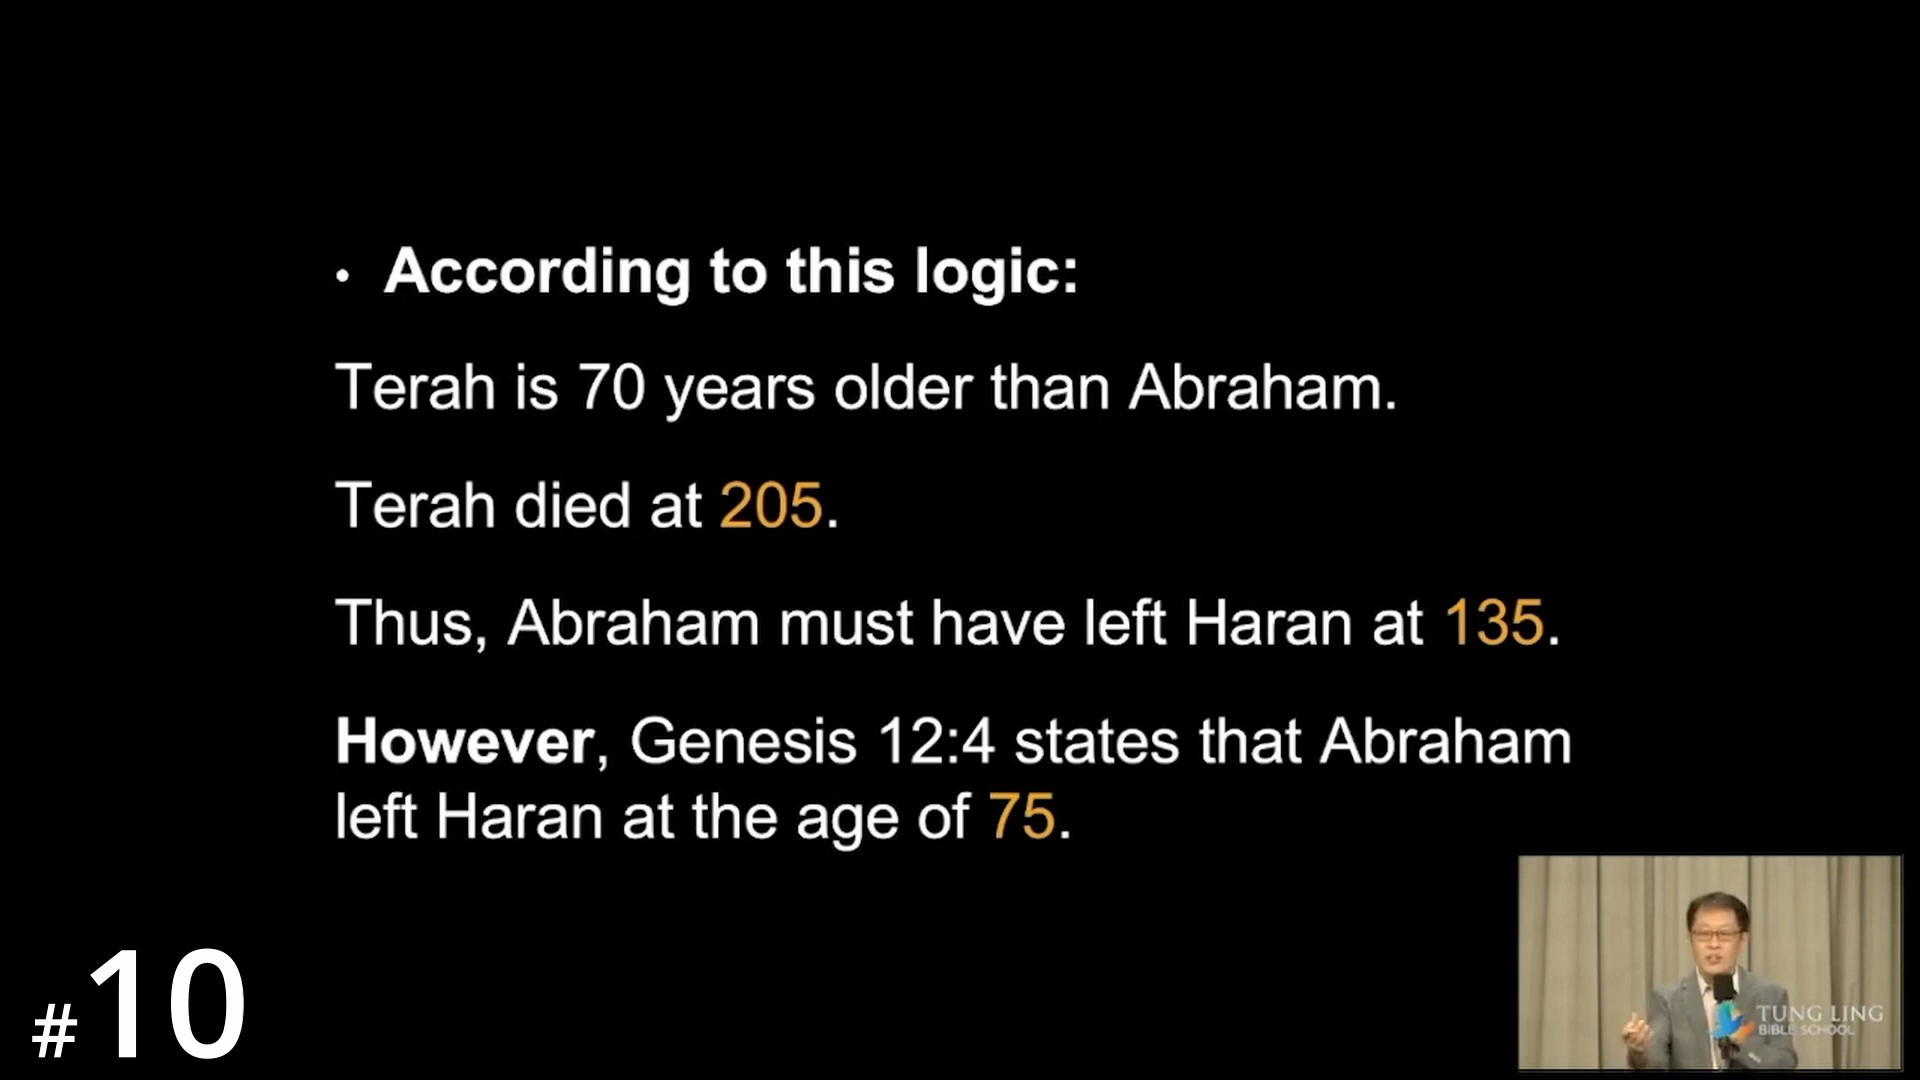 • According to this logic:
Terah is 70 years older than Abraham.
Terah died at 205.
Thus, Abraham must have left Haran at 135.
However, Genesis 12:4 states that Abraham
left Haran at the age of 75.
#10
TUNG LING
BIBLE SCHOOL